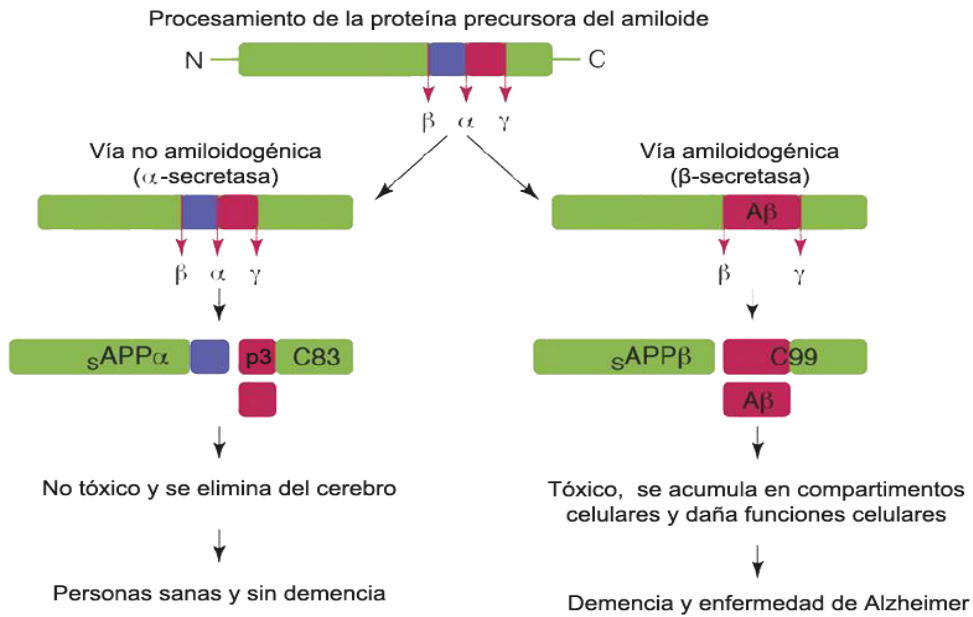 Procesamiento de la proteína precursora del amiloide
N
C
β α γ
Vía no amiloidogénica
(α-secretasa)
β α γ
sAPPα
p3 C83
No tóxico y se elimina del cerebro
Personas sanas y sin demencia
Vía amiloidogénica
(β-secretasa)
Aβ
β γ
sAPPβ
C99
Aβ
Tóxico, se acumula en compartimentos
celulares y daña funciones celulares
Demencia y enfermedad de Alzheimer